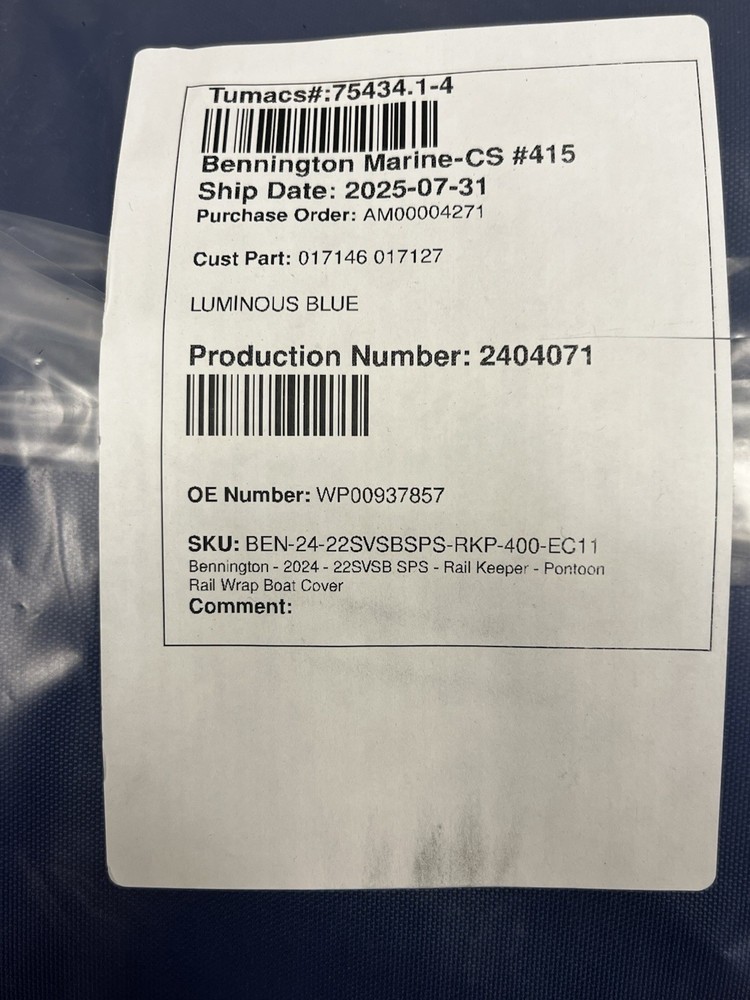 Tumacs#:75434.1-4
Bennington Marine-CS #415
Ship Date: 2025-07-31
Purchase Order: AM00004271
Cust Part: 017146 017127
LUMINOUS BLUE
Production Number: 2404071
OE Number: WP00937857
SKU: BEN-24-22SVSBSPS-RKP-400-EC11
Bennington - 2024 - 22SVSB SPS - Rail Keeper - Pontoon
Rail Wrap Boat Cover
Comment: